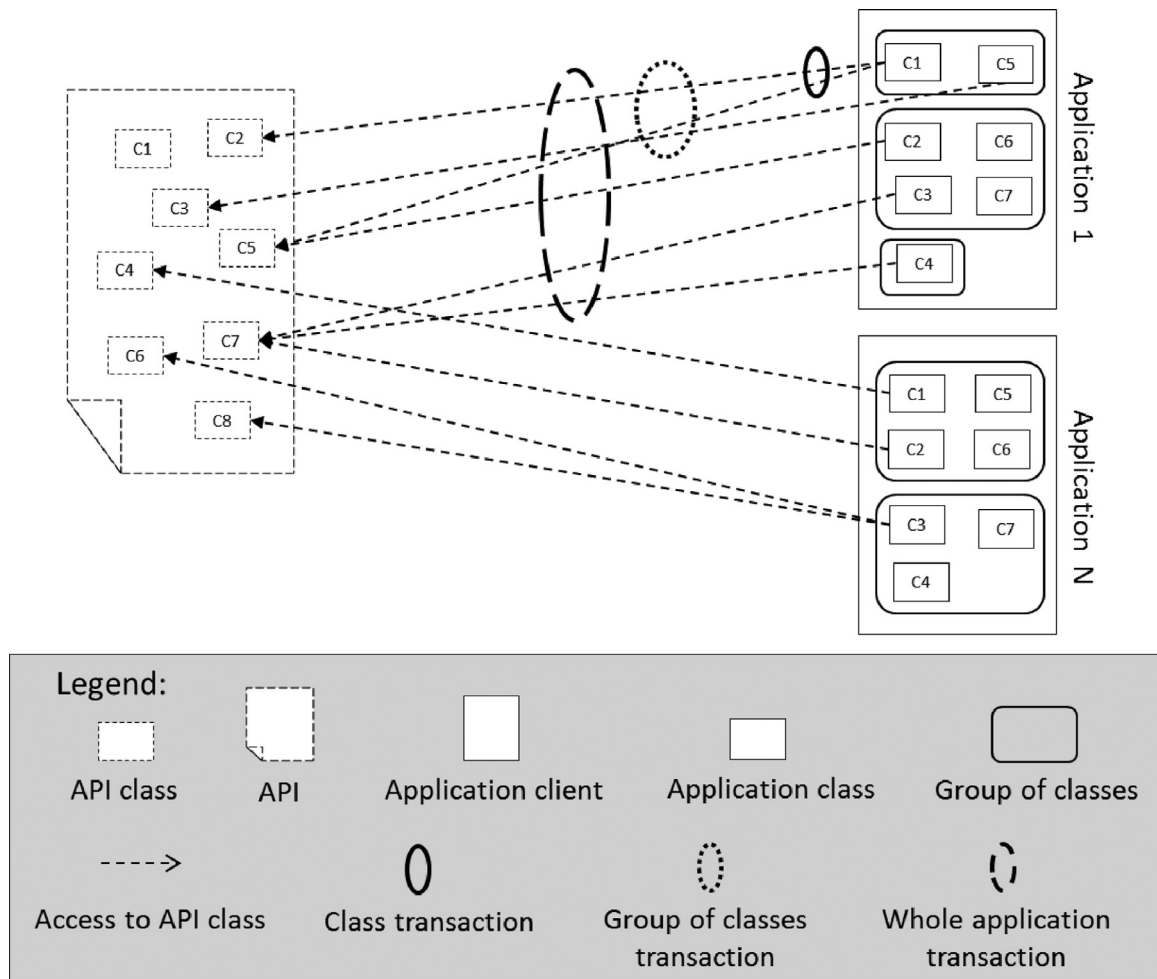 C1
C2
C3
C5
C4
C7
C6
C8
C1
C5
C2
C6
C3
C7
C4
Application 1
C1
C5
C2
C6
C3
C7
C4
Application N
Legend:
API class
API
Application client
Application class
Group of classes
Access to API class
Class transaction
Group of classes
transaction
Whole application
transaction